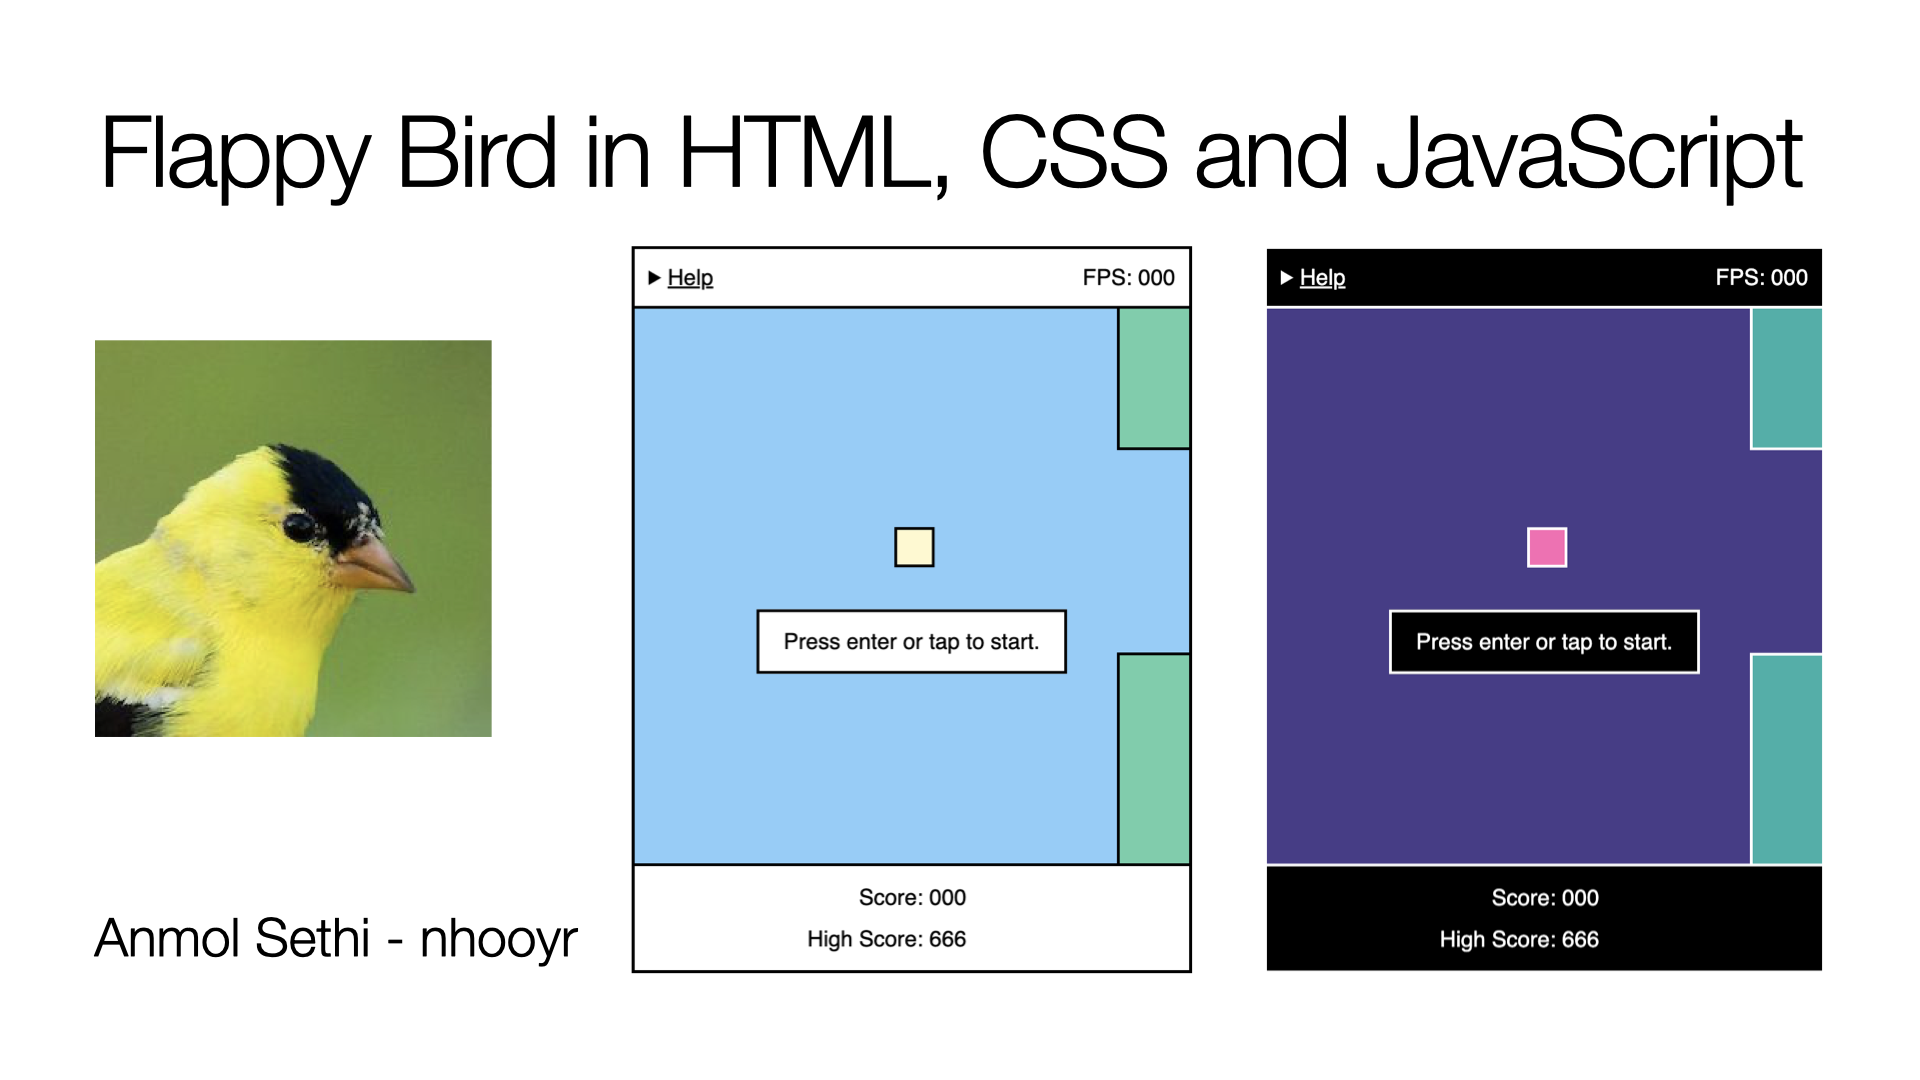 Flappy Bird in HTML, CSS and JavaScript
Help FPS: 000
Press enter or tap to start.
Score: 000
High Score: 666
Help FPS: 000
Press enter or tap to start.
Score: 000
High Score: 666
Anmol Sethi - nhooyr